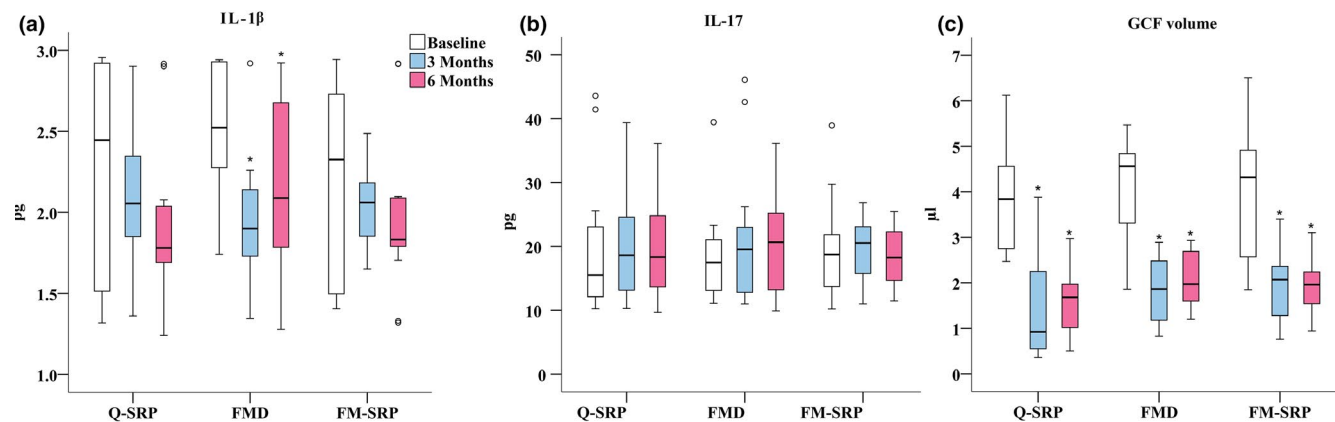 (a)
IL-1β
3.0
2.5
2.0
1.5
1.0
pg
Baseline
3 Months
6 Months
*
*
Q-SRP
FMD
FM-SRP
(b)
IL-17
50
40
30
20
10
0
pg
Q-SRP
FMD
FM-SRP
(c)
GCF volume
7
6
5
4
3
2
1
0
µl
*
*
*
*
*
*
Q-SRP
FMD
FM-SRP